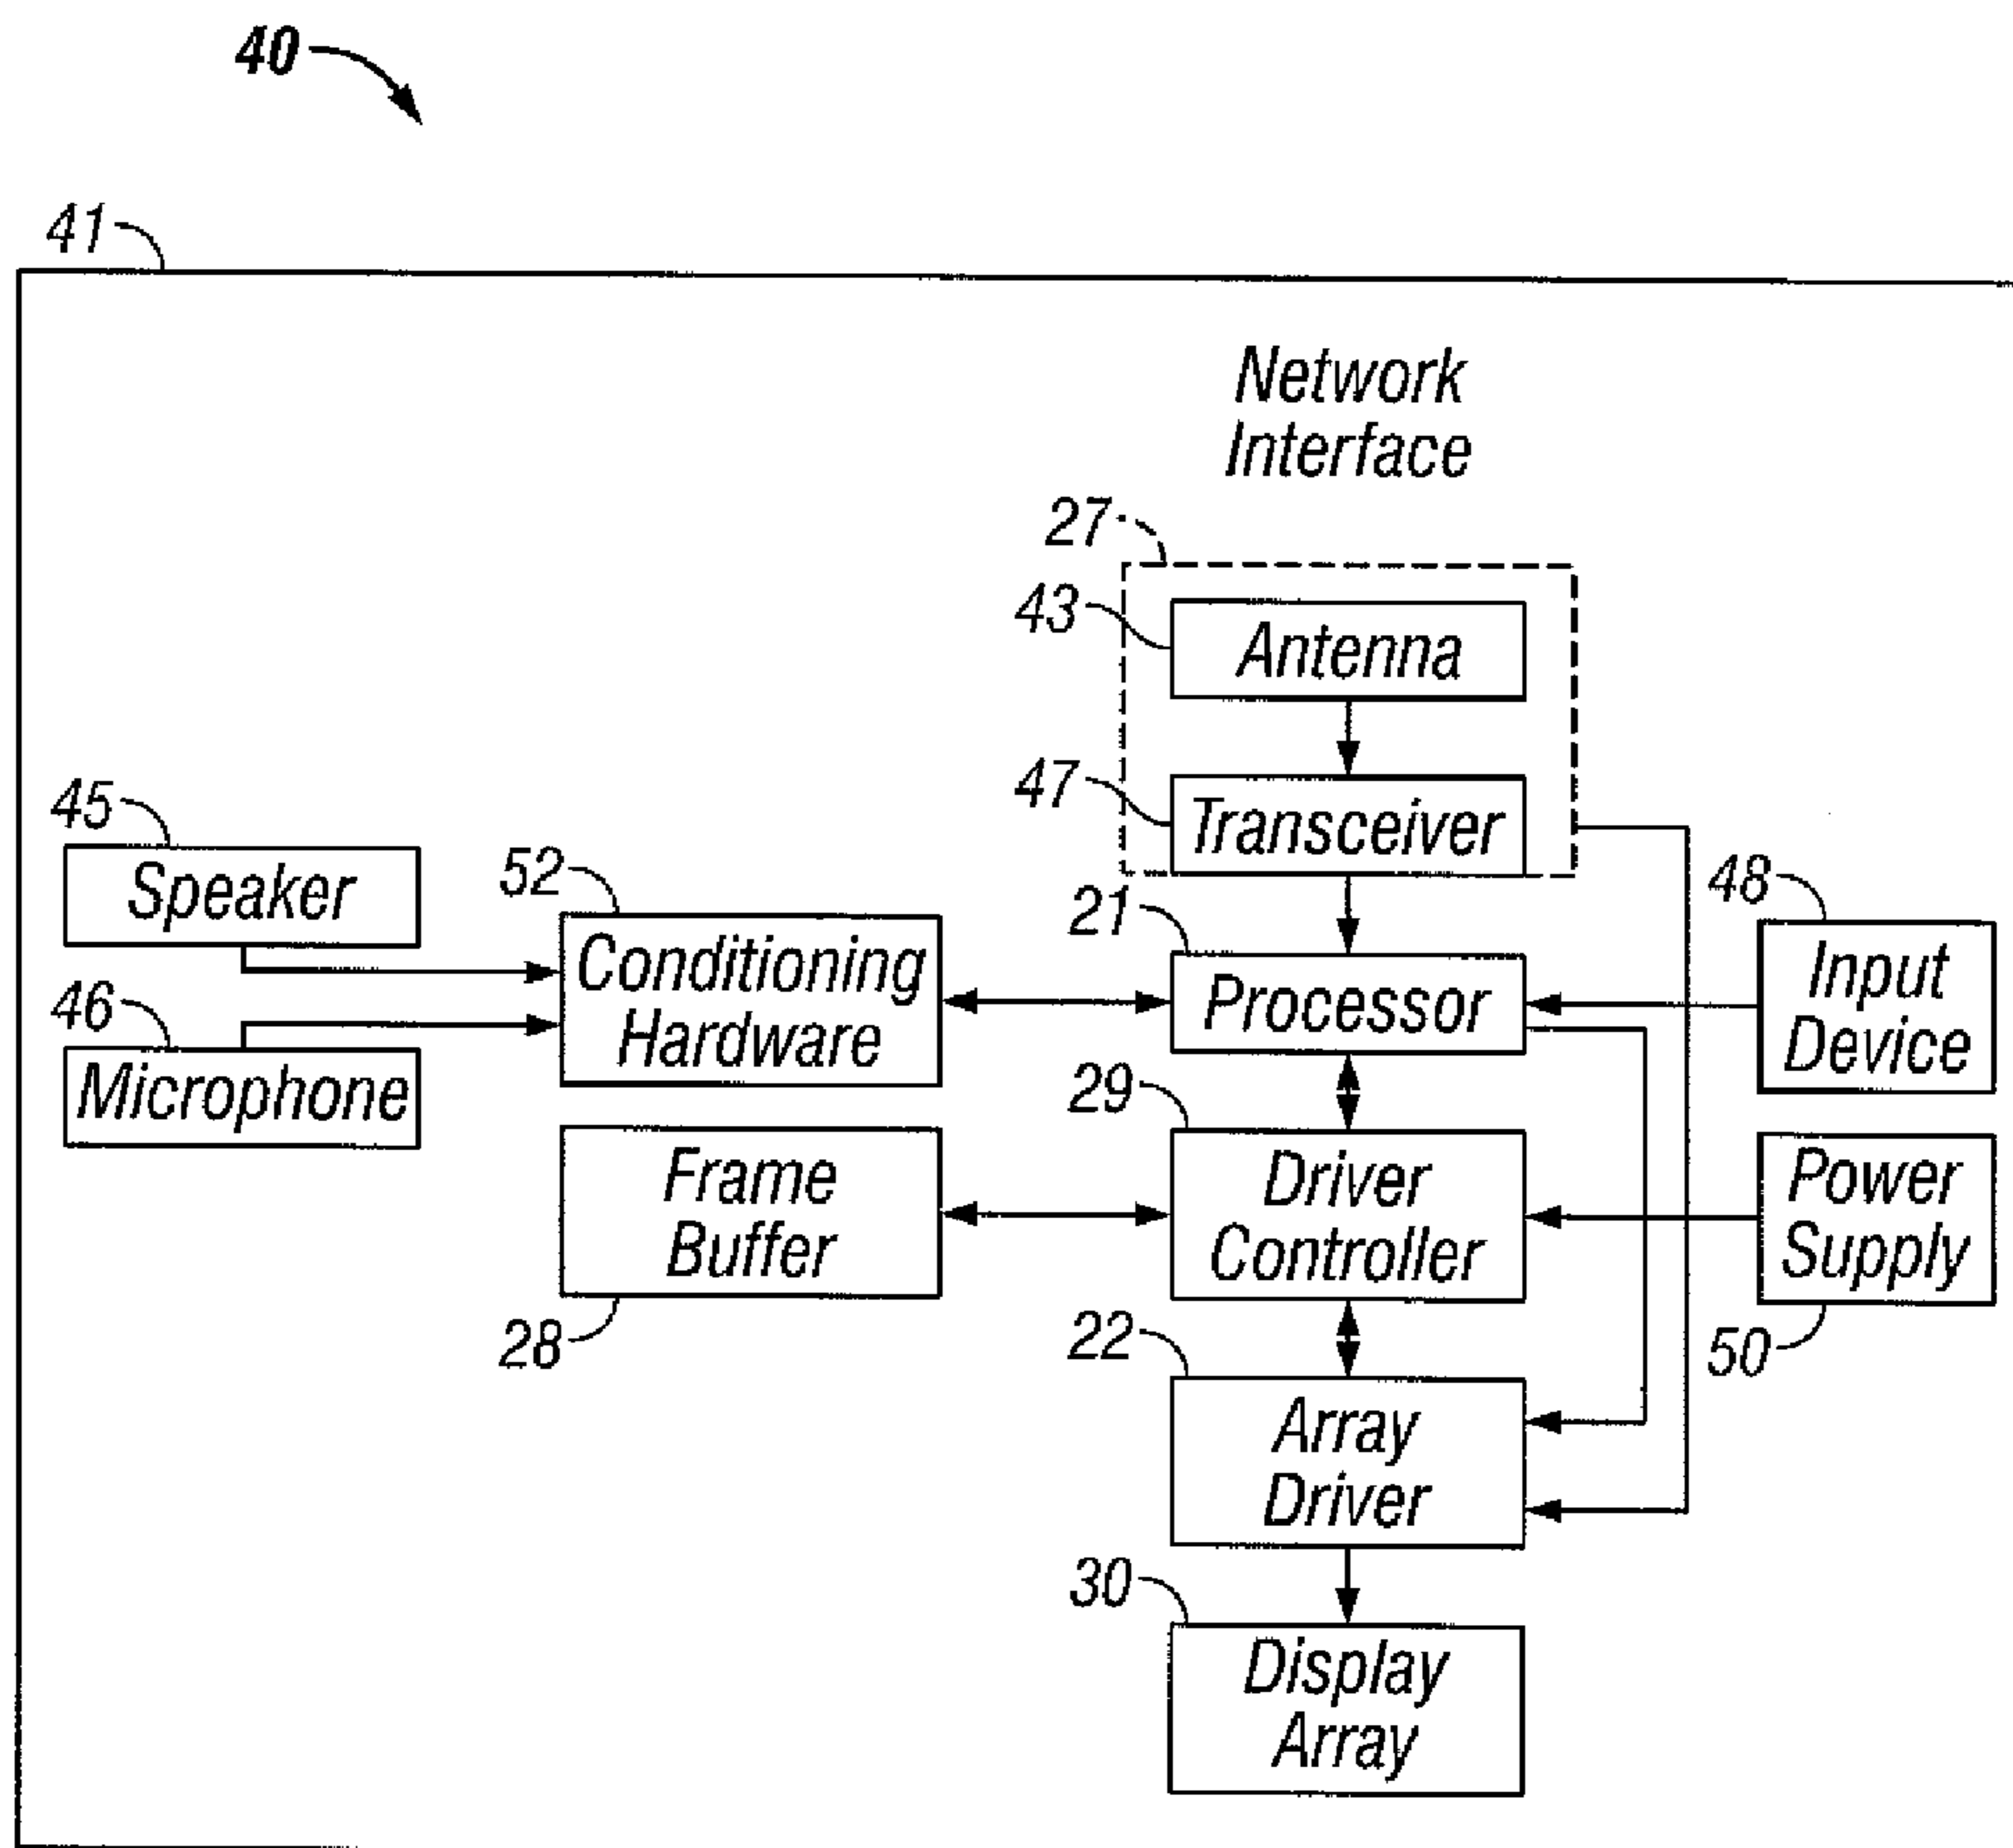 40
41
Network
Interface
27
43
Antenna
47
Transceiver
45
Speaker
52
Conditioning
Hardware
21
Processor
48
Input
Device
46
Microphone
29
Driver
Controller
Frame
Buffer
28
Power
Supply
50
22
Array
Driver
30
Display
Array